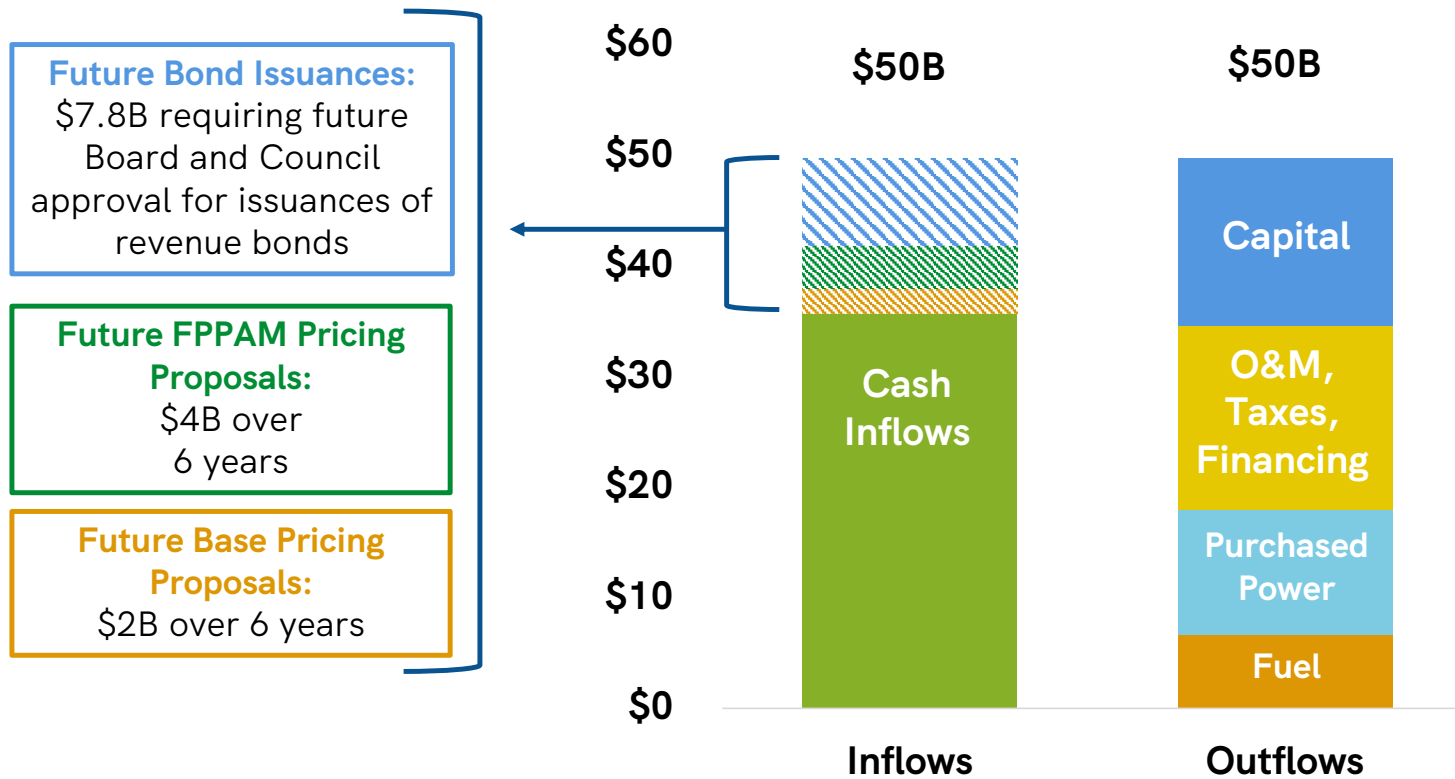 Future Bond Issuances:
$7.8B requiring future
Board and Council
approval for issuances of
revenue bonds
Future FPPAM Pricing
Proposals:
$4B over
6 years
Future Base Pricing
Proposals:
$2B over 6 years
$60
$50
$40
$30
$20
$10
$0
$50B
Cash
Inflows
Inflows
$50B
Capital
O&M,
Taxes,
Financing
Purchased
Power
Fuel
Outflows